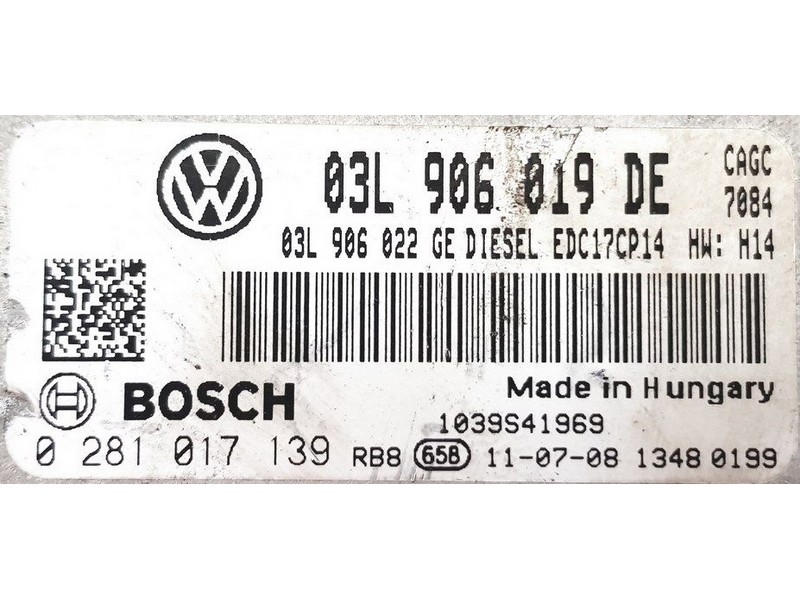 03L 906 019 DE CAGC
7084
03L 906 022 GE DIESEL EDC17CP14 HW: H14
BOSCH Made in Hungary
1039S41969
0 281 017 139 RB8 65B 11-07-08 1348 0199